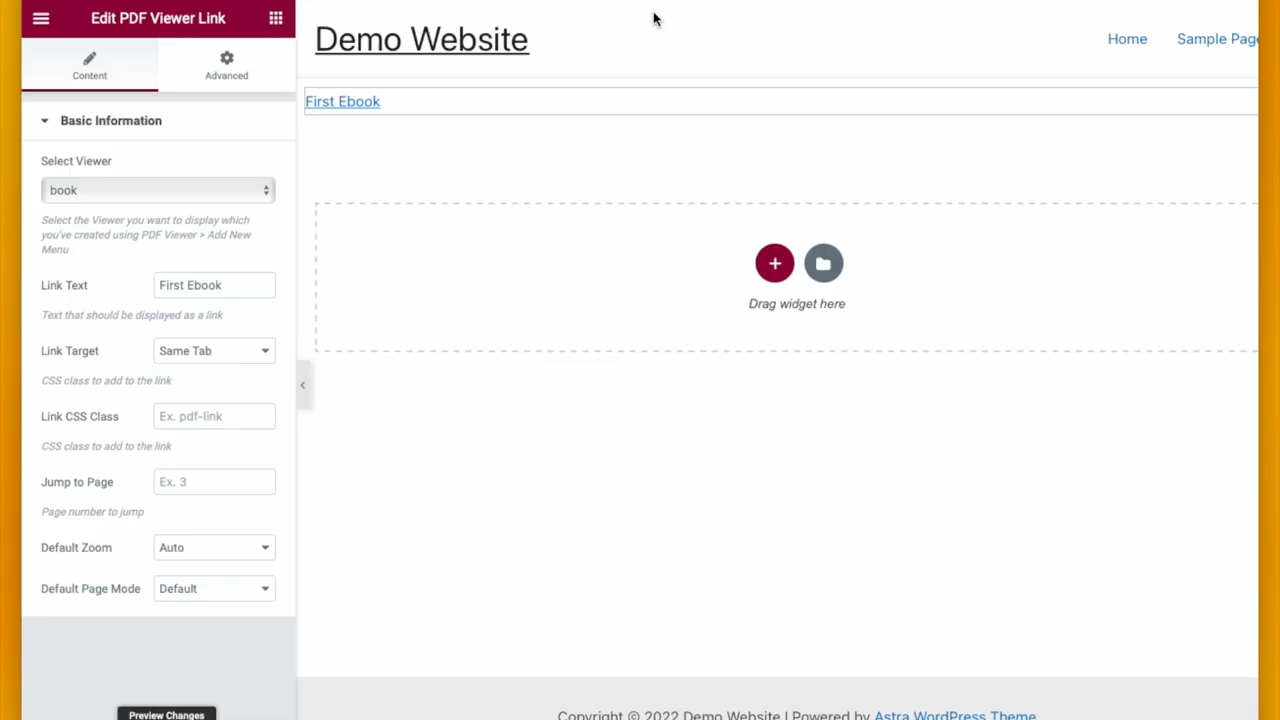 Edit PDF Viewer Link
Content
Advanced
Basic Information
Select Viewer
book
Select the Viewer you want to display which
you've created using PDF Viewer > Add New
Menu
Link Text
First Ebook
Text that should be displayed as a link
Link Target
Same Tab
CSS class to add to the link
Link CSS Class
Ex. pdf-link
CSS class to add to the link
Jump to Page
Ex. 3
Page number to jump
Default Zoom
Auto
Default Page Mode
Default
Preview Changes
Demo Website
Home
Sample Page
First Ebook
Drag widget here
Copyright © 2022 Demo Website | Powered by Astra WordPress Theme